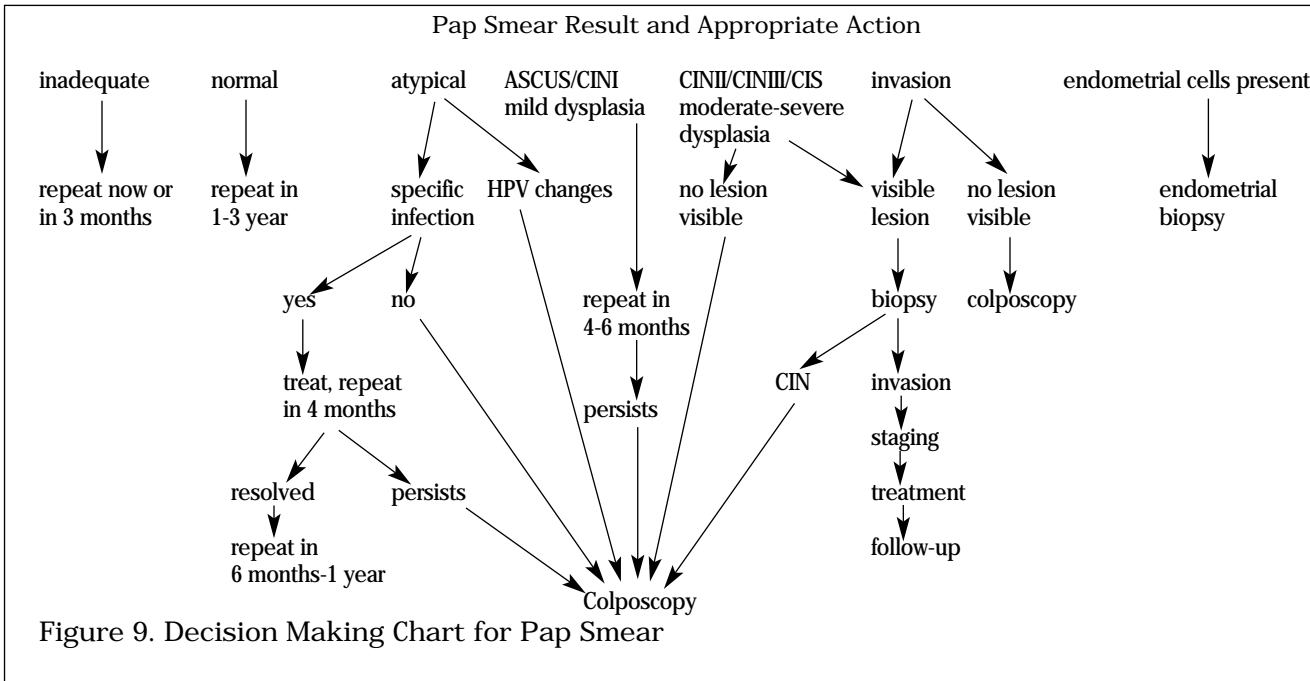 Pap Smear Result and Appropriate Action
inadequate
normal
atypical
ASCUS/CINI
mild dysplasia
CINII/CINIII/CIS
moderate-severe
dysplasia
invasion
endometrial cells present
repeat now or
in 3 months
repeat in
1-3 year
specific
infection
HPV changes
no lesion
visible
visible
lesion
no lesion
visible
endometrial
biopsy
yes
no
repeat in
4-6 months
biopsy
colposcopy
treat, repeat
in 4 months
persists
CIN
invasion
staging
resolved
persists
treatment
repeat in
6 months-1 year
follow-up
Colposcopy
Figure 9. Decision Making Chart for Pap Smear